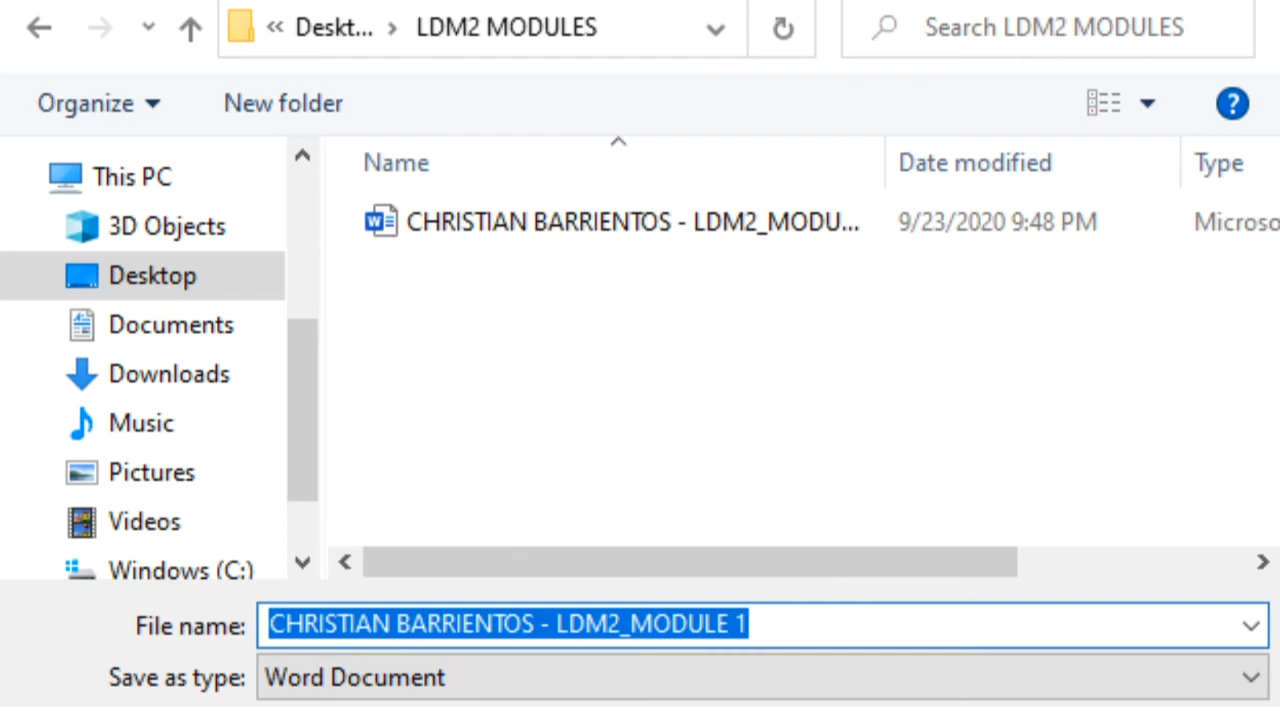 « Deskt... > LDM2 MODULES
Search LDM2 MODULES
Organize
New folder
?
Name
Date modified
Type
This PC
3D Objects
Desktop
Documents
Downloads
Music
Pictures
Videos
Windows (C:)
CHRISTIAN BARRIENTOS - LDM2_MODU... 9/23/2020 9:48 PM Microso
File name: CHRISTIAN BARRIENTOS - LDM2_MODULE 1
Save as type: Word Document